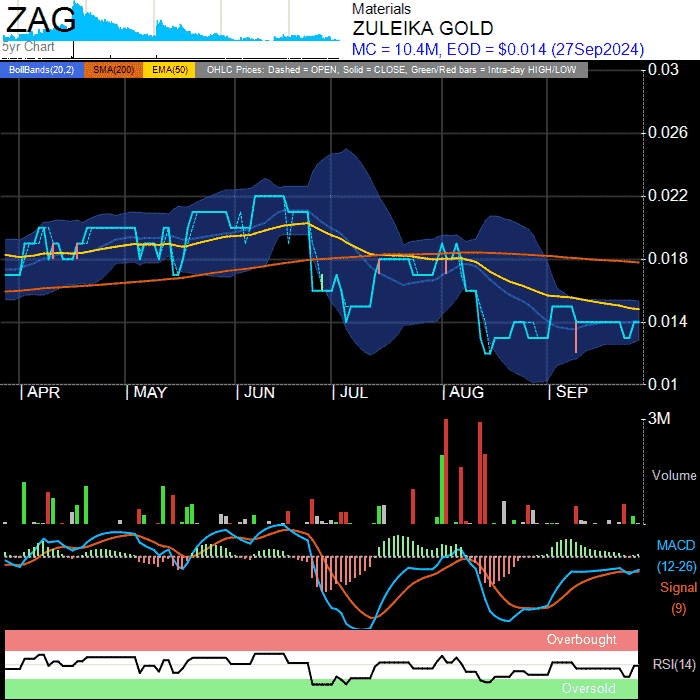 ZAG
5yr Chart
Materials
ZULEIKA GOLD
MC = 10.4M, EOD = $0.014 (27Sep2024)
BollBands(20,2) SMA(200) EMA(50) OHLC Prices: Dashed = OPEN, Solid = CLOSE, Green/Red bars = Intra-day HIGH/LOW
0.03
0.026
0.022
0.018
0.014
0.01
APR MAY JUN JUL AUG SEP
3M
Volume
MACD
(12-26)
Signal
(9)
Overbought
RSI(14)
Oversold